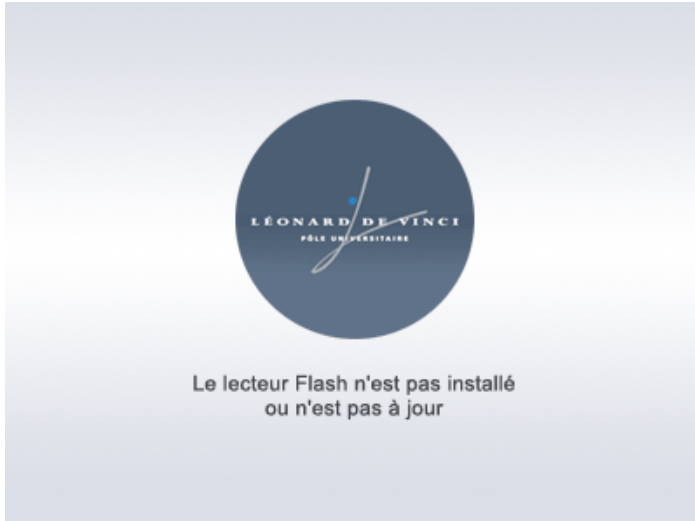 LÉONARD DE VINCI
PÔLE UNIVERSITAIRE
Le lecteur Flash n'est pas installé
ou n'est pas à jour